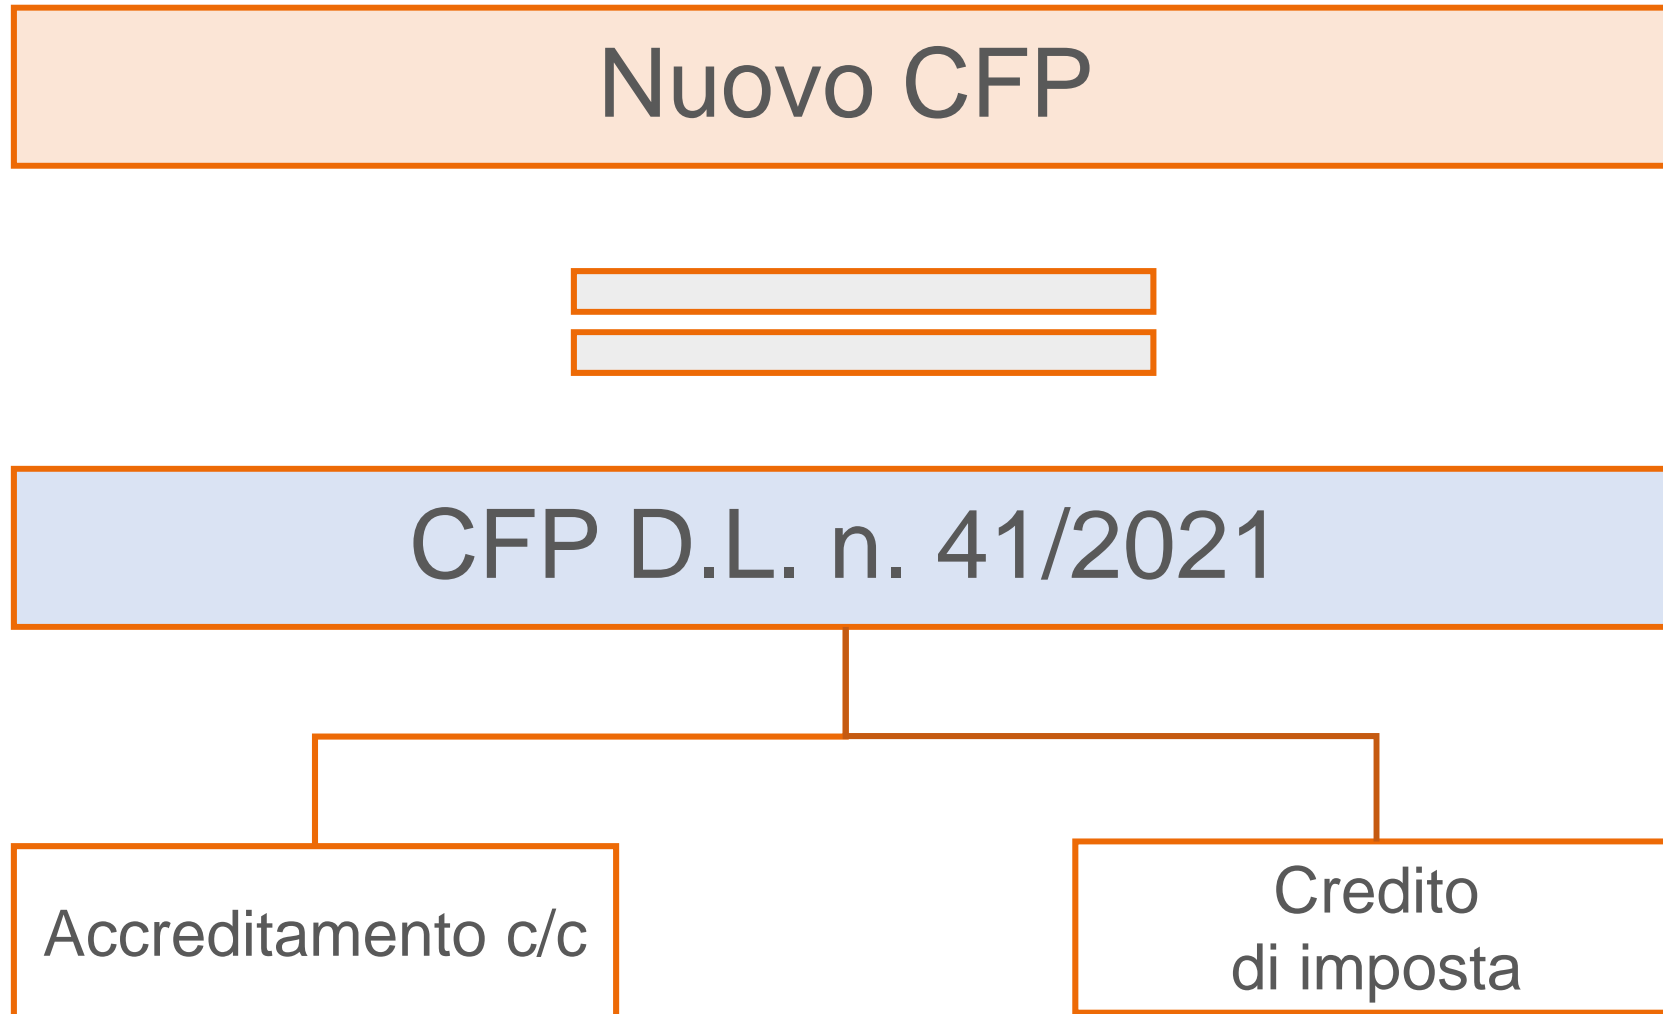 Nuovo CFP
CFP D.L. n. 41/2021
Accreditamento c/c
Credito
di imposta